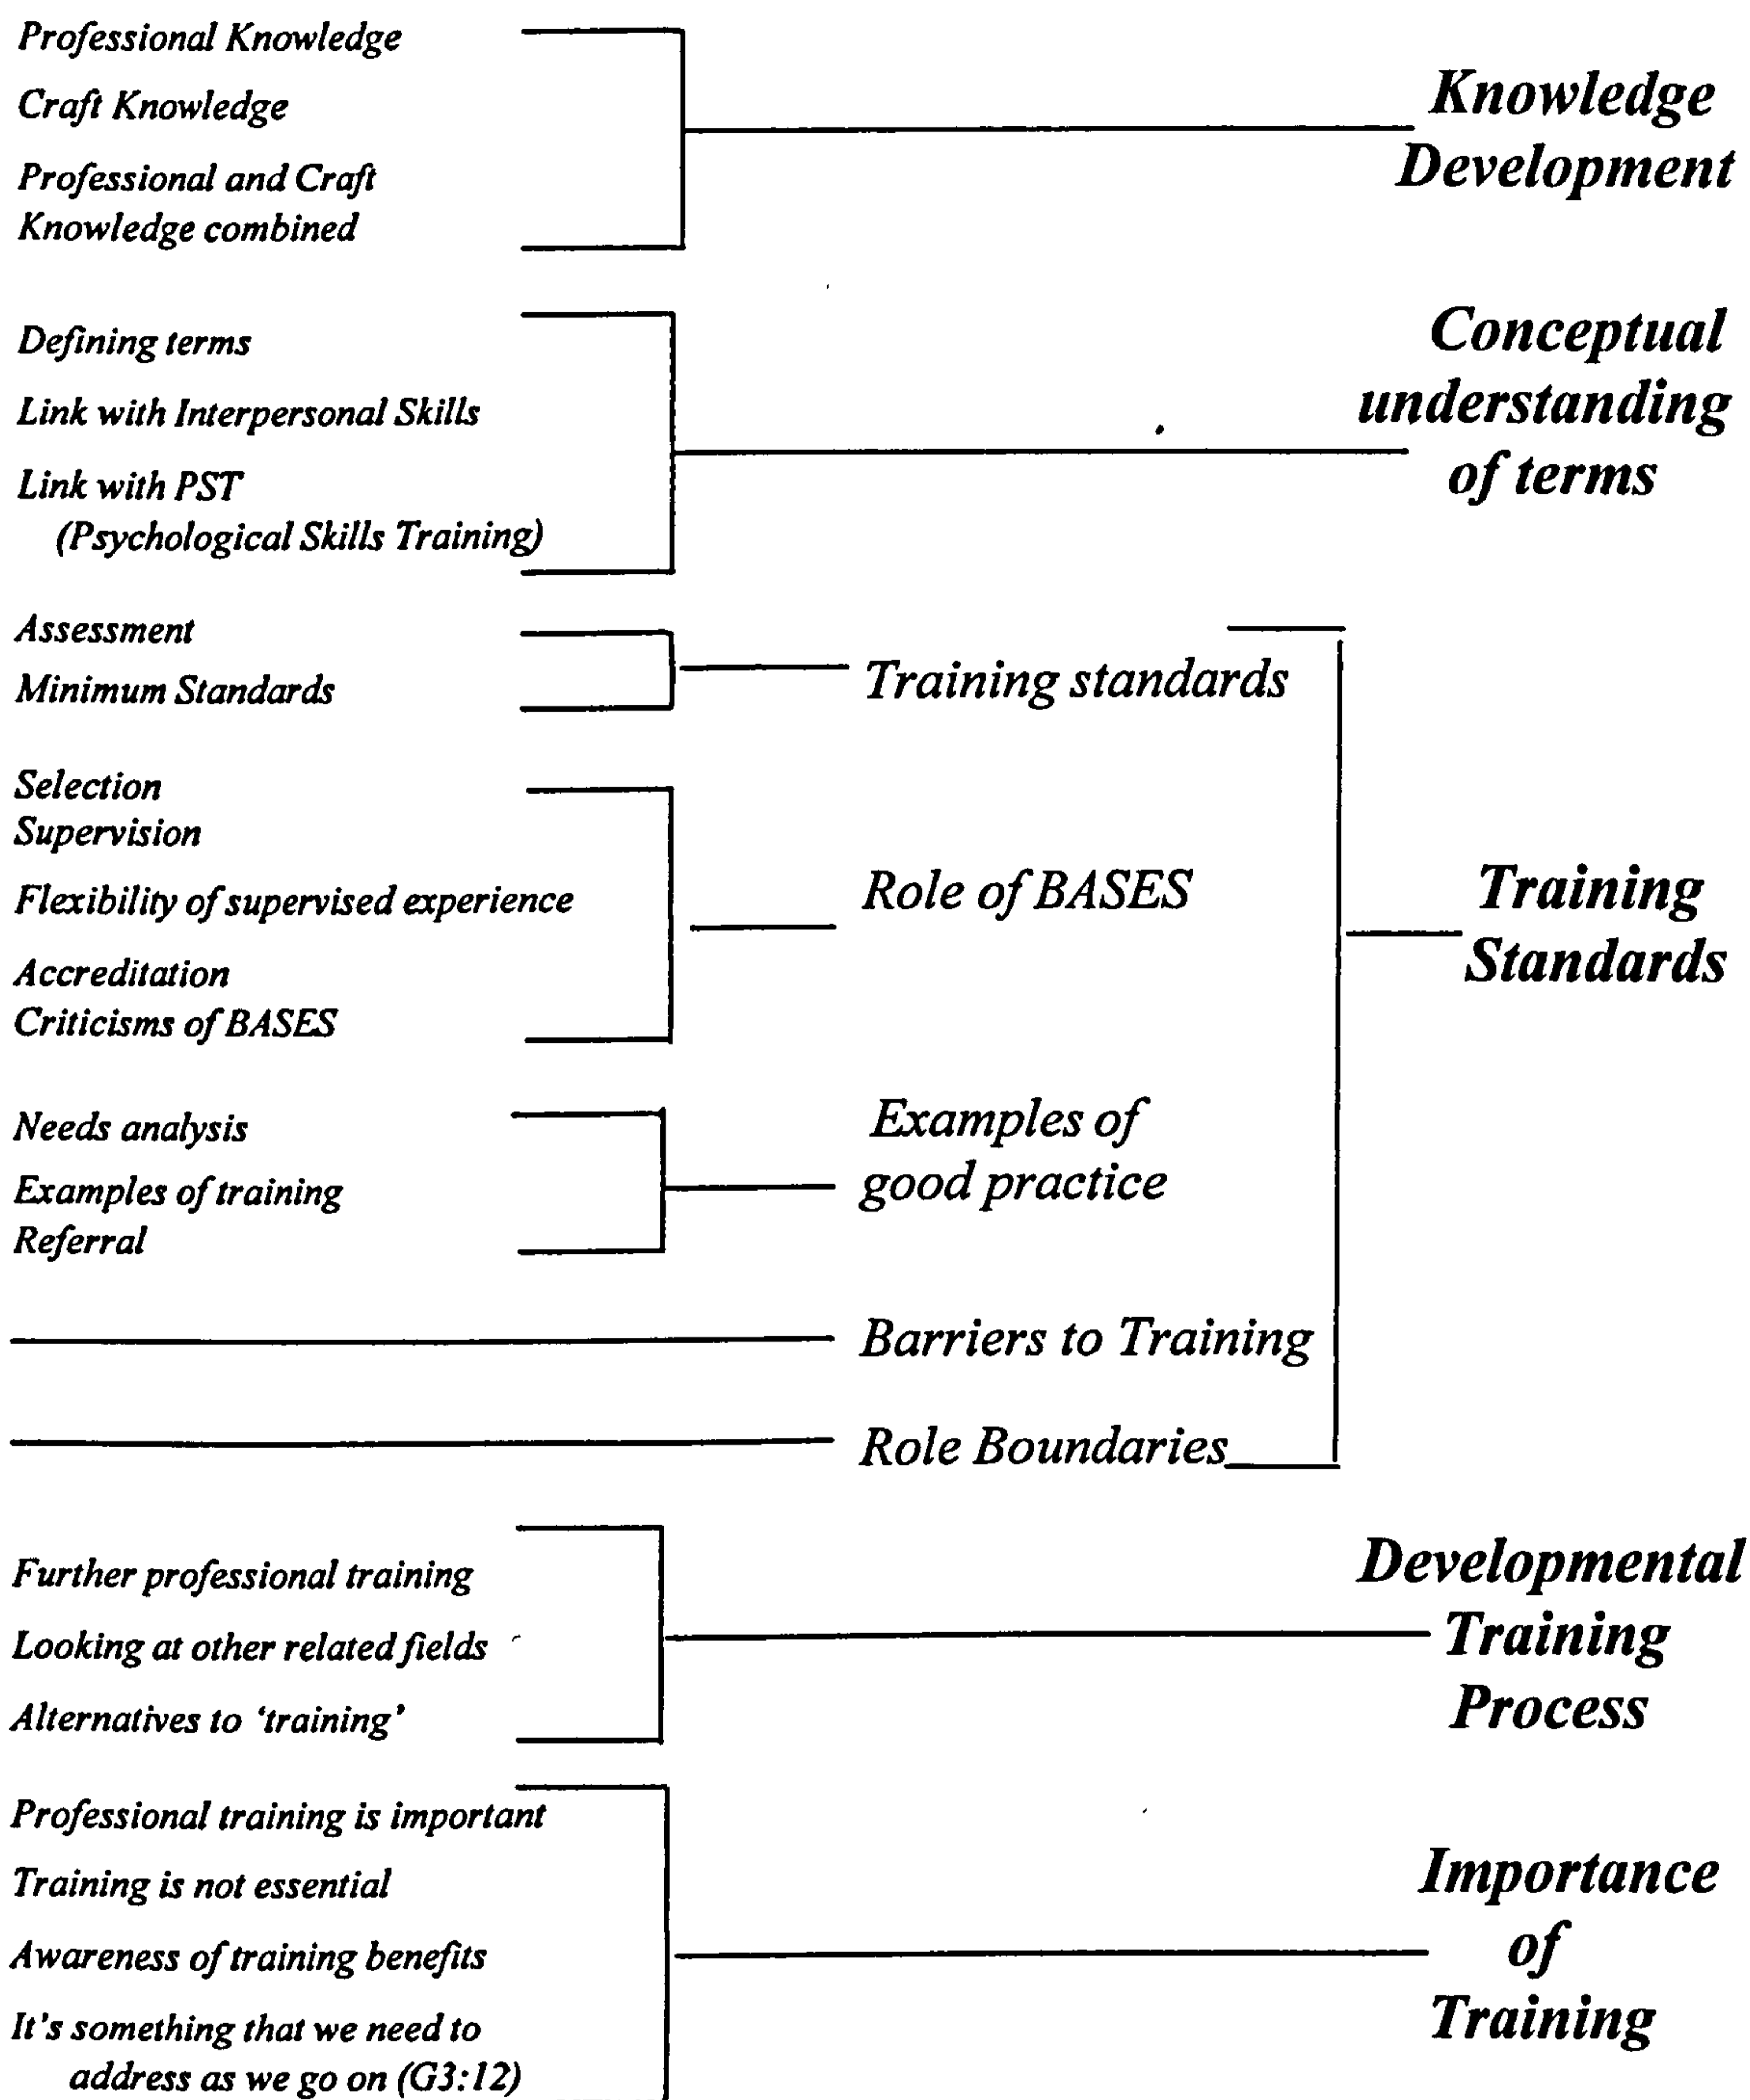 Professional Knowledge
Craft Knowledge
Professional and Craft
Knowledge combined
Knowledge
Development
Defining terms
Link with Interpersonal Skills
Link with PST
(Psychological Skills Training)
Conceptual
understanding
of terms
Assessment
Minimum Standards
Training standards
Selection
Supervision
Flexibility of supervised experience
Accreditation
Criticisms of BASES
Role of BASES
Needs analysis
Examples of training
Referral
Examples of
good practice
Barriers to Training
Role Boundaries
Training
Standards
Further professional training
Looking at other related fields
Alternatives to ‘training’
Developmental
Training
Process
Professional training is important
Training is not essential
Awareness of training benefits
It’s something that we need to
address as we go on (G3:12)
Importance
of
Training